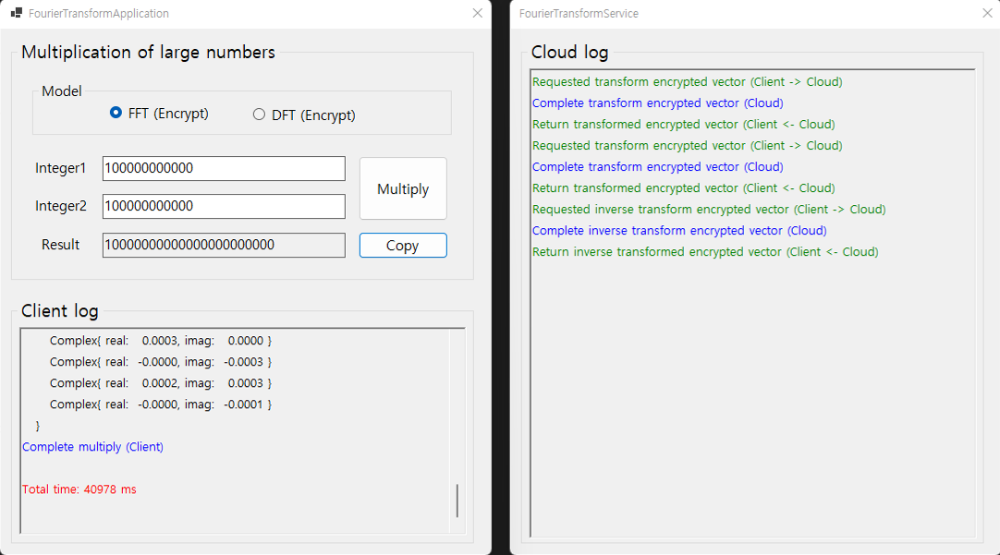 FourierTransformApplication
Multiplication of large numbers
Model
FFT (Encrypt)
DFT (Encrypt)
Integer1
100000000000
Integer2
100000000000
Multiply
Result
10000000000000000000000
Copy
Client log
Complex{ real: 0.0003, imag: 0.0000 }
Complex{ real: -0.0000, imag: -0.0003 }
Complex{ real: 0.0002, imag: 0.0003 }
Complex{ real: -0.0000, imag: -0.0001 }
}
Complete multiply (Client)
Total time: 40978 ms
FourierTransformService
Cloud log
Requested transform encrypted vector (Client -> Cloud)
Complete transform encrypted vector (Cloud)
Return transformed encrypted vector (Client <- Cloud)
Requested transform encrypted vector (Client -> Cloud)
Complete transform encrypted vector (Cloud)
Return transformed encrypted vector (Client <- Cloud)
Requested inverse transform encrypted vector (Client -> Cloud)
Complete inverse transform encrypted vector (Cloud)
Return inverse transformed encrypted vector (Client <- Cloud)